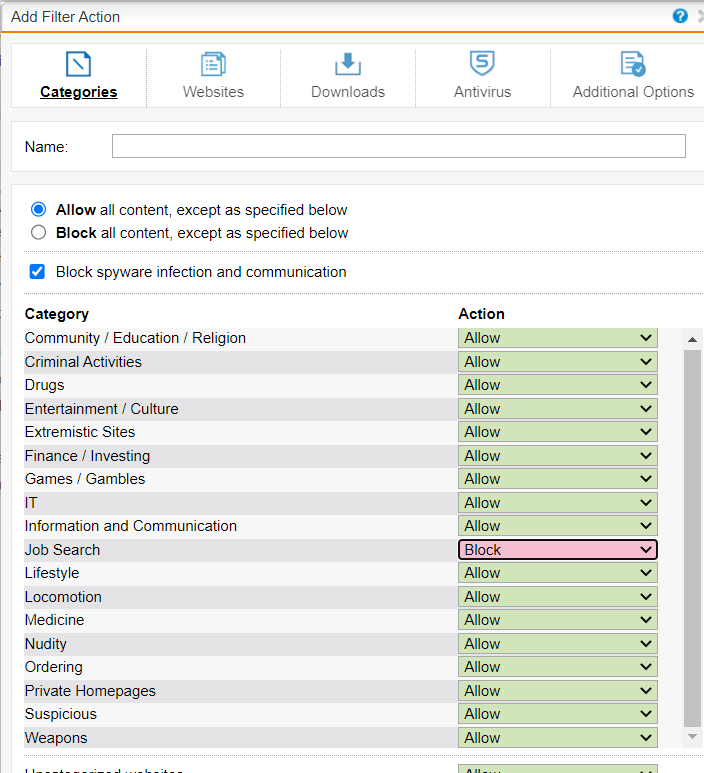 Add Filter Action
Categories Websites Downloads Antivirus Additional Options
Name:
Allow all content, except as specified below
Block all content, except as specified below
Block spyware infection and communication
Category Action
Community / Education / Religion Allow
Criminal Activities Allow
Drugs Allow
Entertainment / Culture Allow
Extremistic Sites Allow
Finance / Investing Allow
Games / Gambles Allow
IT Allow
Information and Communication Allow
Job Search Block
Lifestyle Allow
Locomotion Allow
Medicine Allow
Nudity Allow
Ordering Allow
Private Homepages Allow
Suspicious Allow
Weapons Allow
Uncategorized websites Allow